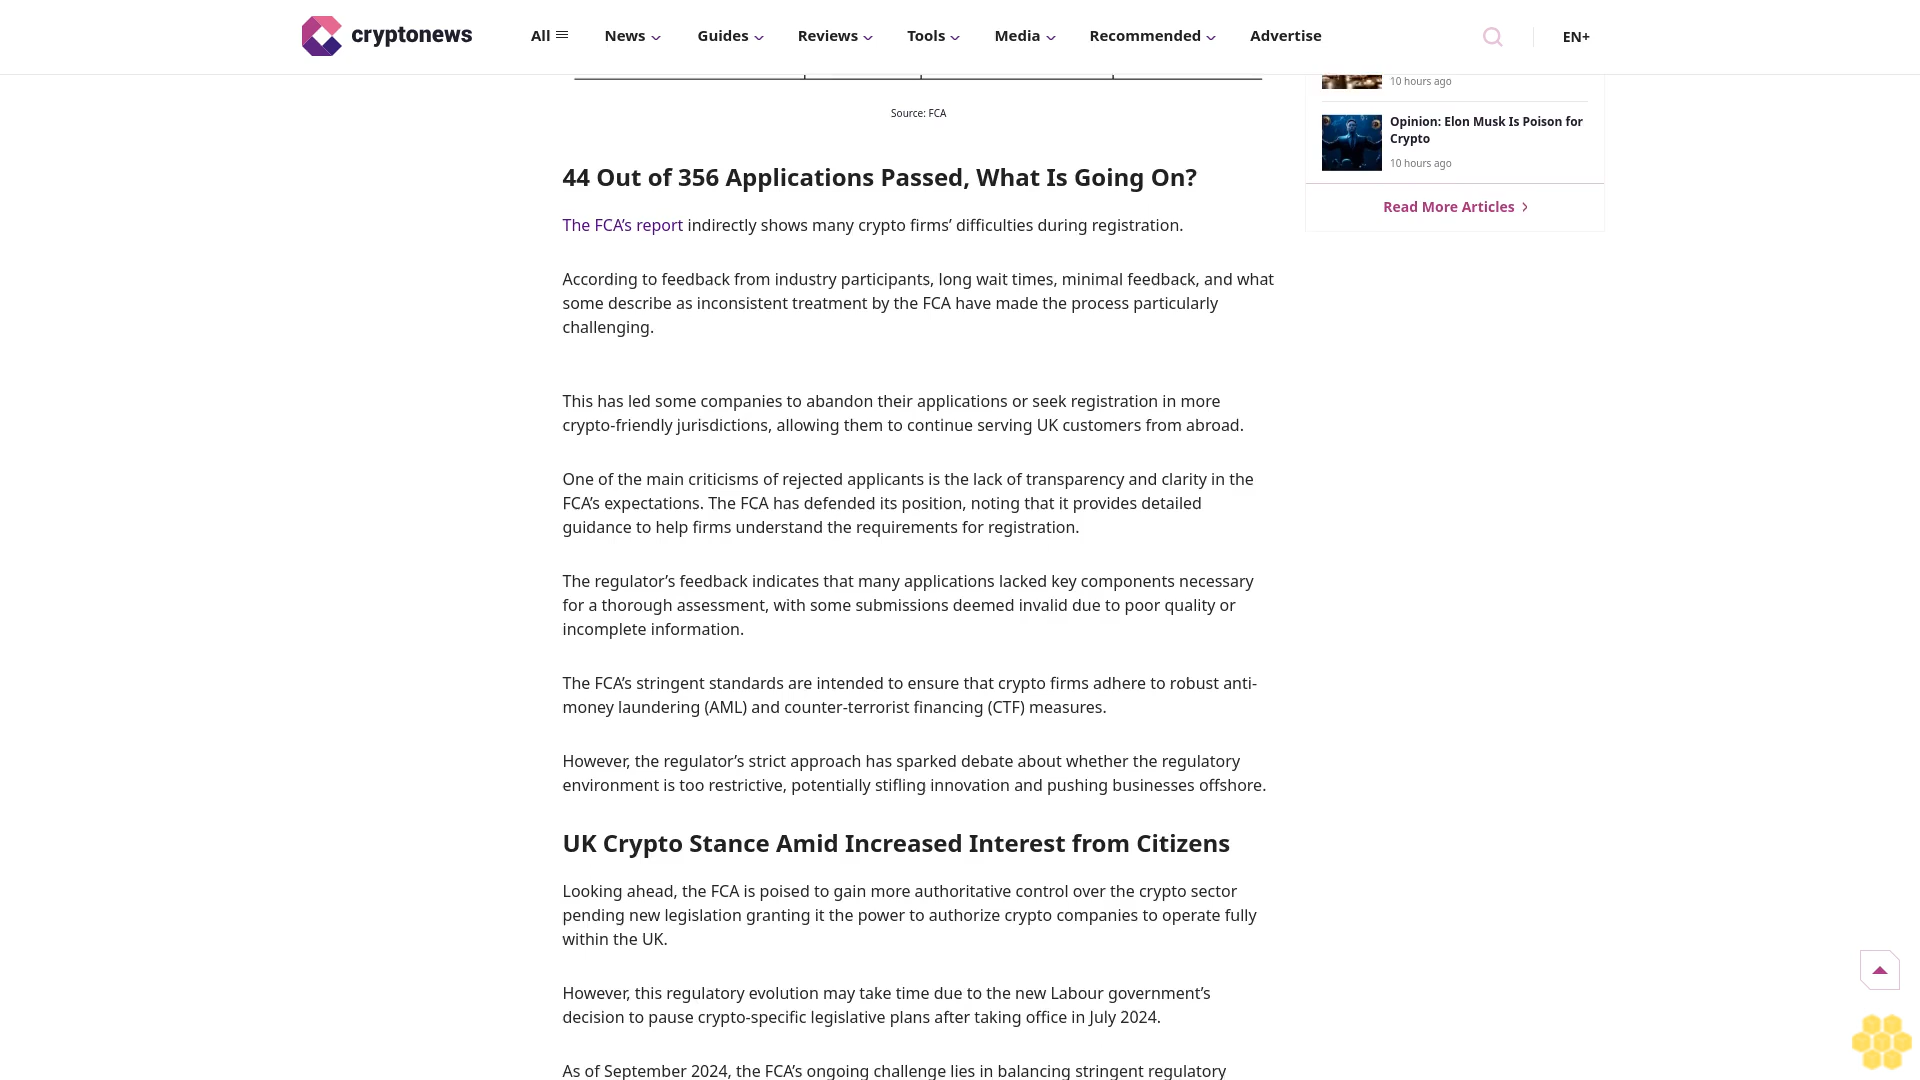 cryptonews
All
News
Guides
Reviews
Tools
Media
Recommended
Advertise
EN+
10 hours ago
Source: FCA
Opinion: Elon Musk Is Poison for
Crypto
10 hours ago
Read More Articles
44 Out of 356 Applications Passed, What Is Going On?
The FCA’s report indirectly shows many crypto firms’ difficulties during registration.
According to feedback from industry participants, long wait times, minimal feedback, and what
some describe as inconsistent treatment by the FCA have made the process particularly
challenging.
This has led some companies to abandon their applications or seek registration in more
crypto-friendly jurisdictions, allowing them to continue serving UK customers from abroad.
One of the main criticisms of rejected applicants is the lack of transparency and clarity in the
FCA’s expectations. The FCA has defended its position, noting that it provides detailed
guidance to help firms understand the requirements for registration.
The regulator’s feedback indicates that many applications lacked key components necessary
for a thorough assessment, with some submissions deemed invalid due to poor quality or
incomplete information.
The FCA’s stringent standards are intended to ensure that crypto firms adhere to robust anti-
money laundering (AML) and counter-terrorist financing (CTF) measures.
However, the regulator’s strict approach has sparked debate about whether the regulatory
environment is too restrictive, potentially stifling innovation and pushing businesses offshore.
UK Crypto Stance Amid Increased Interest from Citizens
Looking ahead, the FCA is poised to gain more authoritative control over the crypto sector
pending new legislation granting it the power to authorize crypto companies to operate fully
within the UK.
However, this regulatory evolution may take time due to the new Labour government’s
decision to pause crypto-specific legislative plans after taking office in July 2024.
As of September 2024, the FCA’s ongoing challenge lies in balancing stringent regulatory